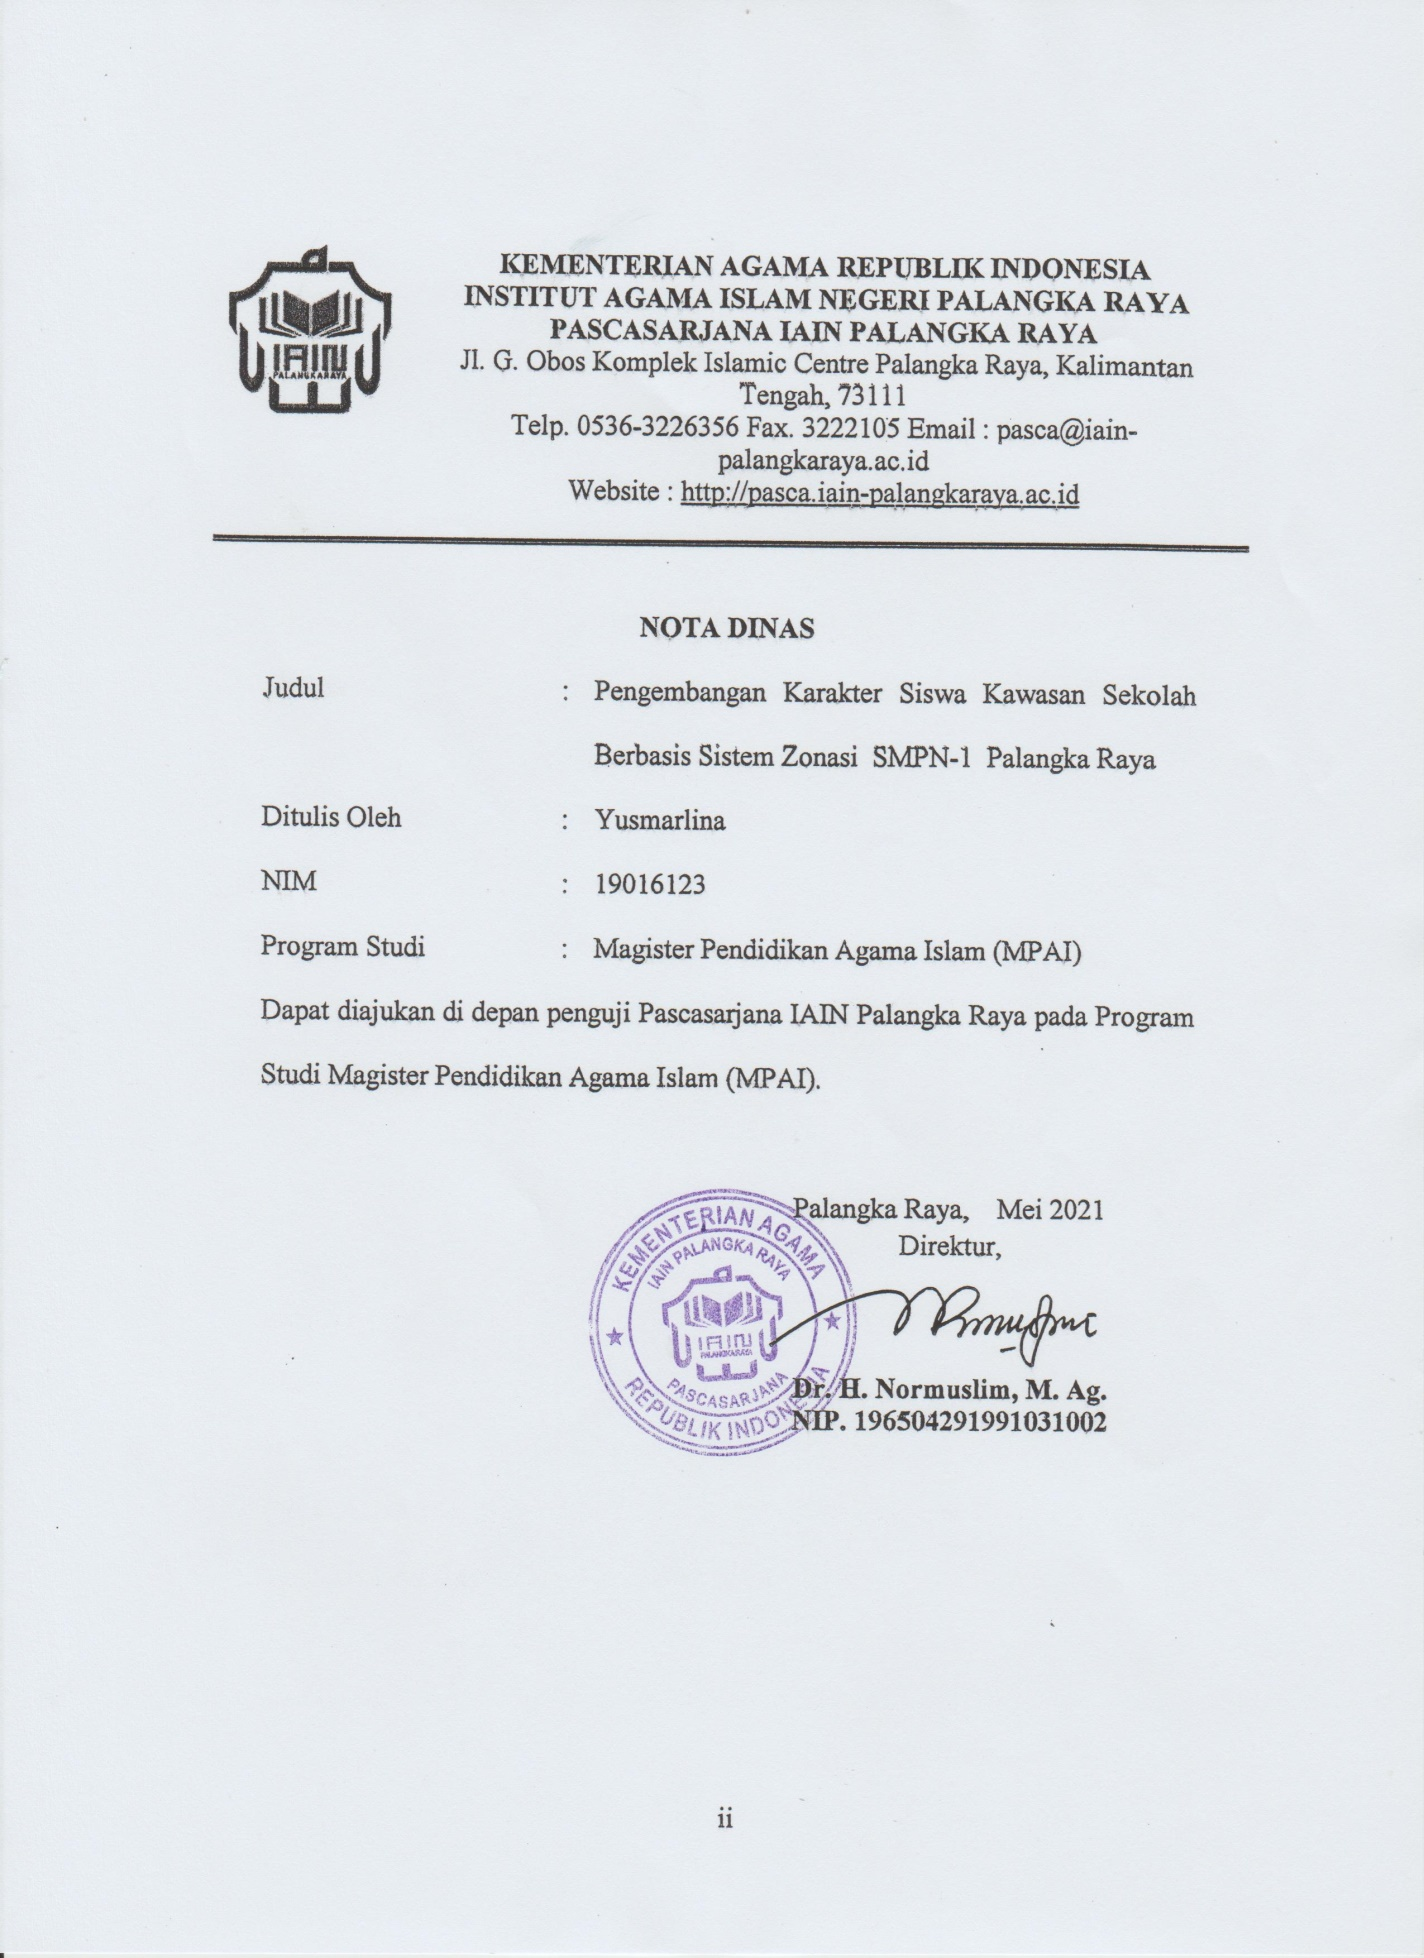 KEMENTERIAN AGAMA REPUBLIK INDONESIA
INSTITUT AGAMA ISLAM NEGERI PALANGKA RAYA
PASCASARJANA IAIN PALANGKA RAYA
Jl. G. Obos Komplek Islamic Centre Palangka Raya, Kalimantan
Tengah, 73111
Telp. 0536-3226356 Fax. 3222105 Email : pasca@iain-
palangkaraya.ac.id
Website : http://pasca.iain-palangkaraya.ac.id
IAIN
PALANGKARAYA
NOTA DINAS
Judul : Pengembangan Karakter Siswa Kawasan Sekolah
Berbasis Sistem Zonasi SMPN-1 Palangka Raya
Ditulis Oleh : Yusmarlina
NIM : 19016123
Program Studi : Magister Pendidikan Agama Islam (MPAI)
Dapat diajukan di depan penguji Pascasarjana IAIN Palangka Raya pada Program
Studi Magister Pendidikan Agama Islam (MPAI).
Palangka Raya, Mei 2021
Direktur,
KEMENTERIAN AGAMA
IAIN PALANGKA RAYA
IAIN
PALANGKARAYA
PASCASARJANA
REPUBLIK INDONESIA
Dr. H. Normuslim, M. Ag.
NIP. 196504291991031002
ii